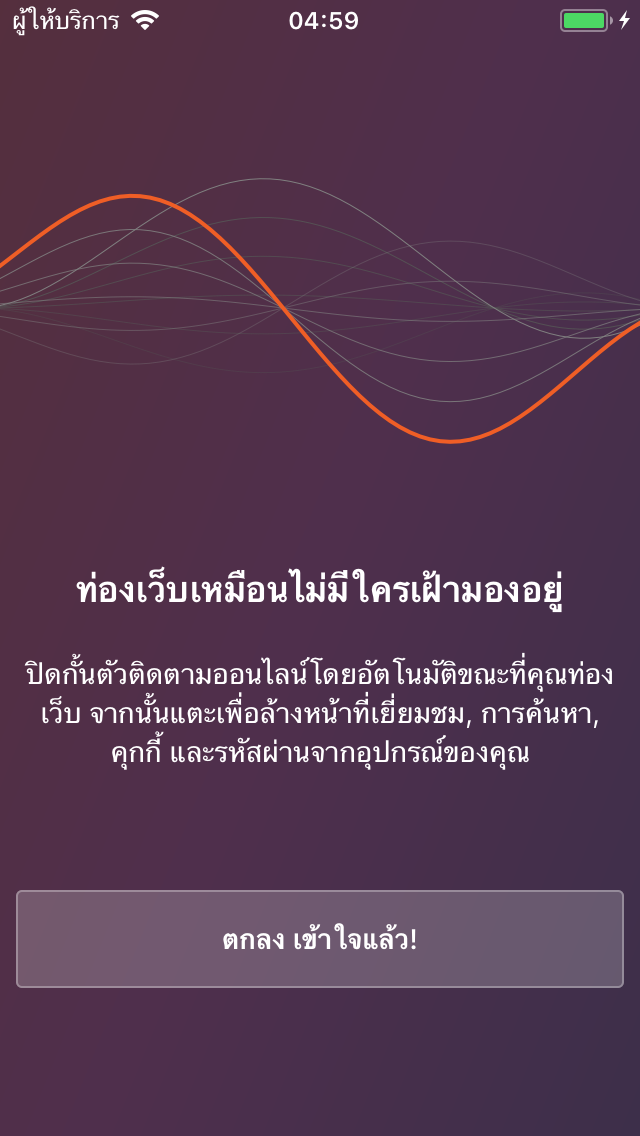 ผู้ให้บริการ 04:59
ท่องเว็บเหมือนไม่มีใครเฝ้ามองอยู่
ปิดกั้นตัวติดตามออนไลน์โดยอัตโนมัติขณะที่คุณท่อง
เว็บ จากนั้นแตะเพื่อล้างหน้าที่เยี่ยมชม, การค้นหา,
คุกกี้ และรหัสผ่านจากอุปกรณ์ของคุณ
ตกลง เข้าใจแล้ว!